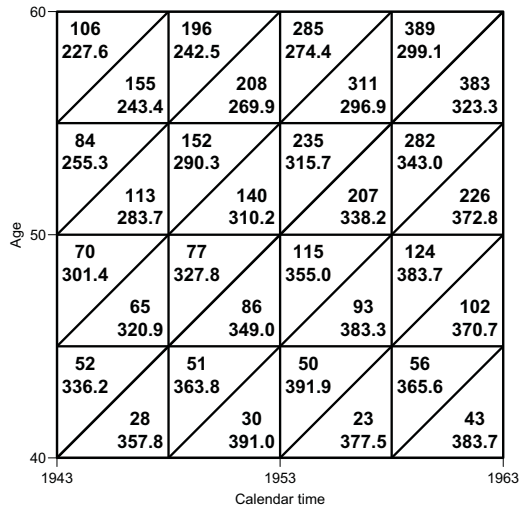 60
106 196 285 389
227.6 242.5 274.4 299.1
155 208 311 383
243.4 269.9 296.9 323.3
84 152 235 282
255.3 290.3 315.7 343.0
113 140 207 226
283.7 310.2 338.2 372.8
Age
50
70 77 115 124
301.4 327.8 355.0 383.7
65 86 93 102
320.9 349.0 383.3 370.7
52 51 50 56
336.2 363.8 391.9 365.6
28 30 23 43
357.8 391.0 377.5 383.7
40
1943 1953 1963
Calendar time